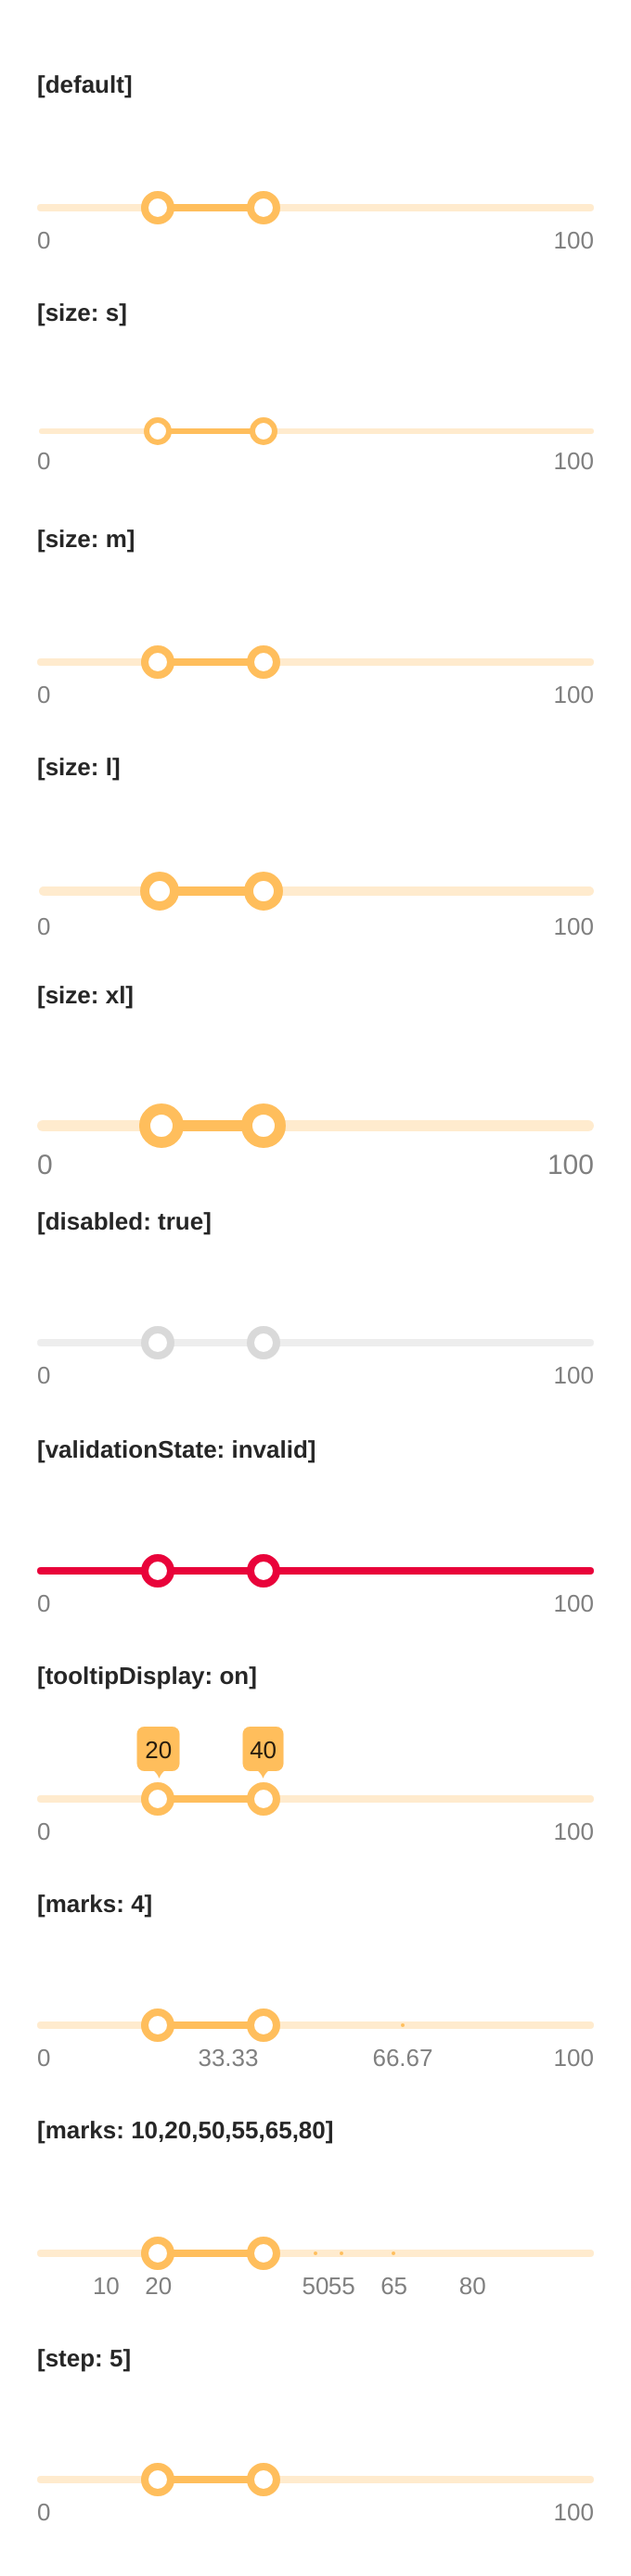 [default]
0 100
[size: s]
0 100
[size: m]
0 100
[size: l]
0 100
[size: xl]
0 100
[disabled: true]
0 100
[validationState: invalid]
0 100
[tooltipDisplay: on]
20 40
0 100
[marks: 4]
0 33.33 66.67 100
[marks: 10,20,50,55,65,80]
10 20 50 55 65 80
[step: 5]
0 100